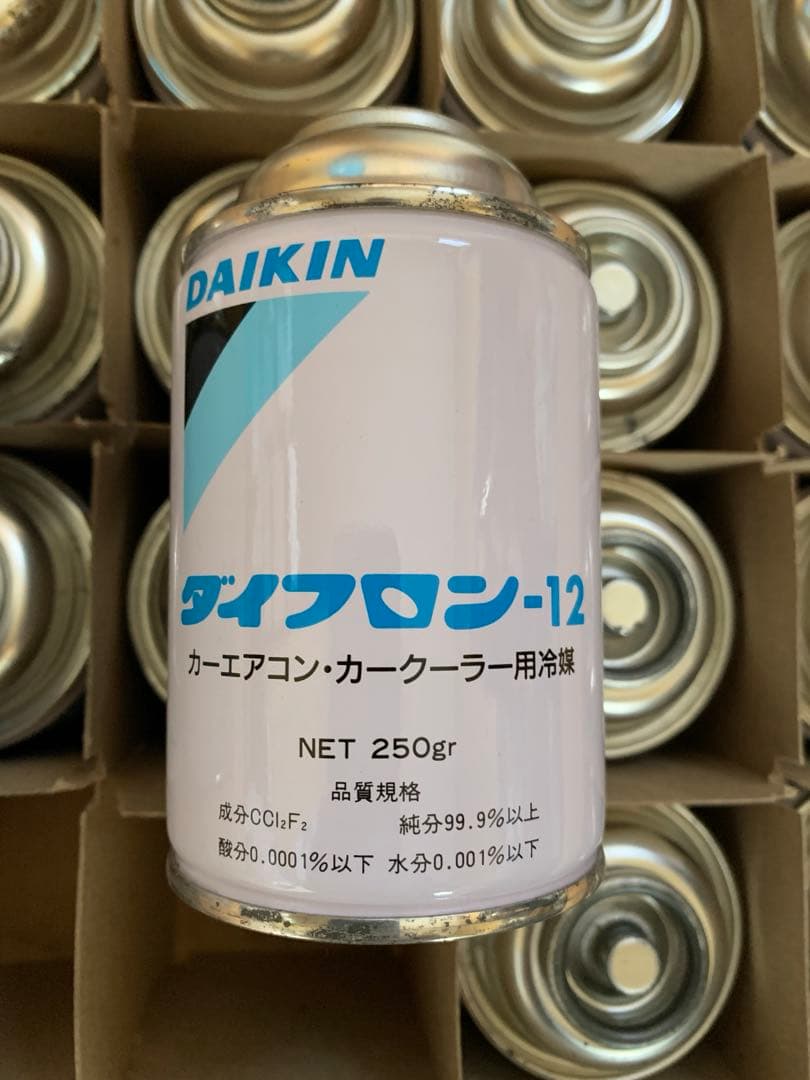 DAIKIN
ダイフロン-12
カーエアコン・カークーラー用冷媒
NET 250gr
品質規格
成分CCl₂F₂ 純分99.9%以上
酸分0.0001%以下 水分0.001%以下